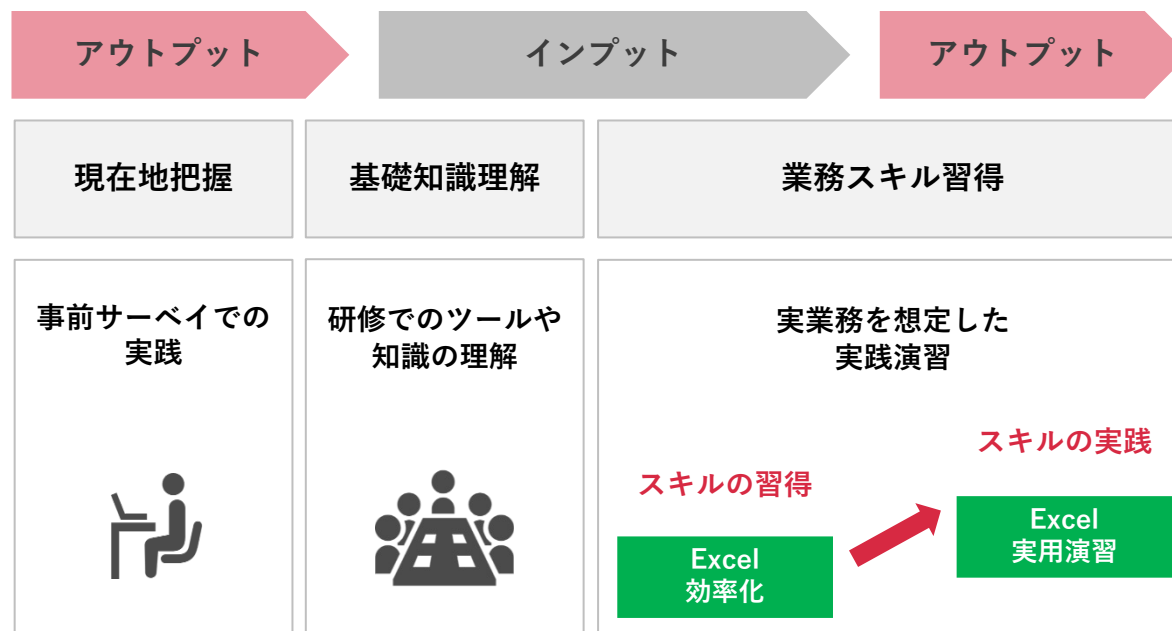 アウトプット
インプット
アウトプット
現在地把握
基礎知識理解
業務スキル習得
事前サーベイでの
実践
研修でのツールや
知識の理解
実業務を想定した
実践演習
スキルの習得
Excel
効率化
スキルの実践
Excel
実用演習